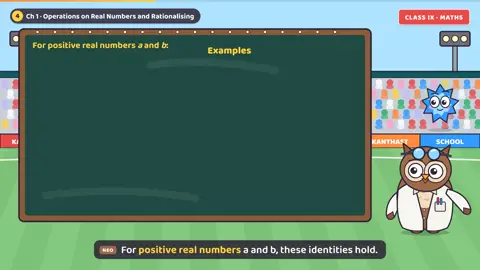 4 Ch 1 - Operations on Real Numbers and Rationalising
CLASS IX - MATHS
For positive real numbers a and b:
Examples
KANTHAST
SCHOOL
NEO For positive real numbers a and b, these identities hold.